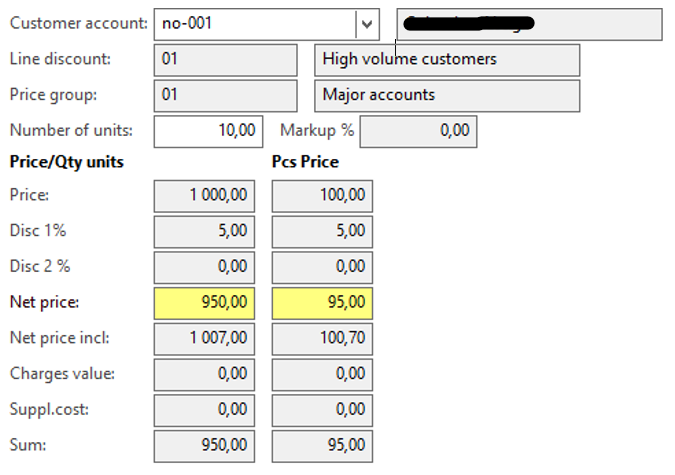 Customer account: no-001
Line discount: 01 High volume customers
Price group: 01 Major accounts
Number of units: 10,00 Markup % 0,00
Price/Qty units Pcs Price
Price: 1 000,00 100,00
Disc 1% 5,00 5,00
Disc 2 % 0,00 0,00
Net price: 950,00 95,00
Net price incl: 1 007,00 100,70
Charges value: 0,00 0,00
Suppl.cost: 0,00 0,00
Sum: 950,00 95,00